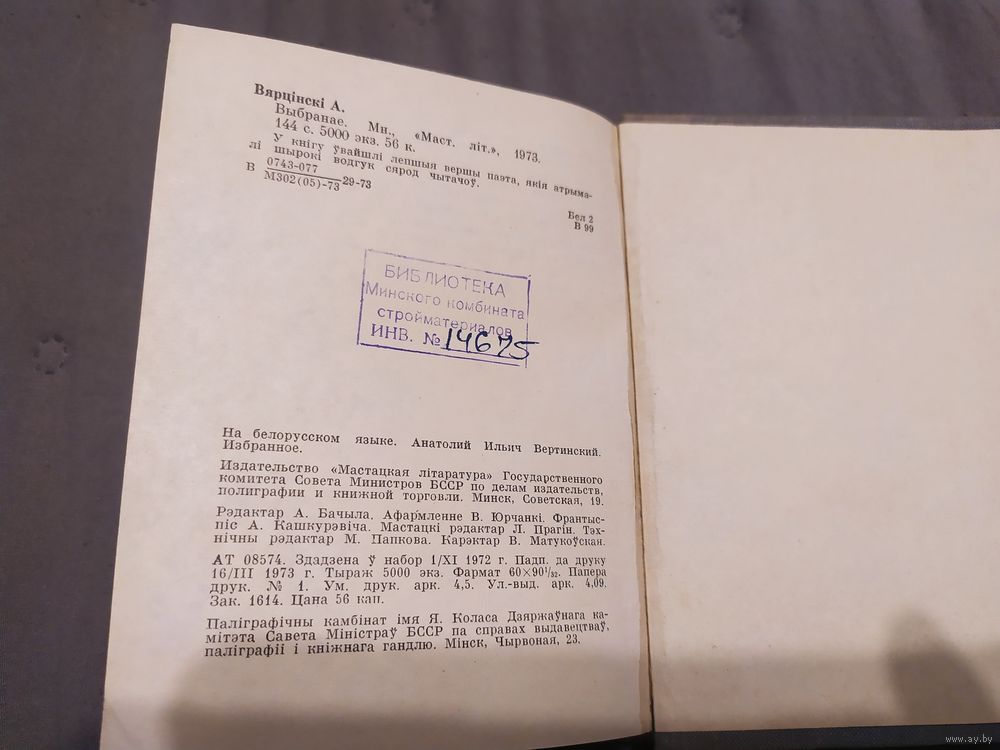 Вярцінскі А.
Выбранае. Мн., «Маст. літ.», 1973.
144 с. 5000 экз. 56 к.
У кнігу ўвайшлі лепшыя вершы паэта, якія атрыма-
лі шырокі водгук сярод чытачоў.
В 0743-077
М302(05)-73 29-73
Бел 2
В 99
БИБЛИОТЕКА
Минского комбината
стройматериалов
ИНВ. № 14675
На белорусском языке. Анатолий Ильич Вертинский.
Избранное.
Издательство «Мастацкая літаратура» Государственного
комитета Совета Министров БССР по делам издательств,
полиграфии и книжной торговли. Минск, Советская, 19.
Рэдактар А. Бачыла. Афармленне В. Юрчанкі. Франтыс-
піс А. Кашкурэвіча. Мастацкі рэдактар Л. Прагін. Тэх-
нічны рэдактар М. Папкова. Карэктар В. Матукоўская.
АТ 08574. Здадзена ў набор 1/XI 1972 г. Падп. да друку
16/III 1973 г. Тыраж 5000 экз. Фармат 60×90¹/₃₂. Папера
друк. № 1. Ум. друк. арк. 4,5. Ул.-выд. арк. 4,09.
Зак. 1614. Цана 56 кап.
Паліграфічны камбінат імя Я. Коласа Дзяржаўнага ка-
мітэта Савета Міністраў БССР па справах выдавецтваў,
паліграфіі і кніжнага гандлю. Мінск, Чырвоная, 23.
www.ay.by